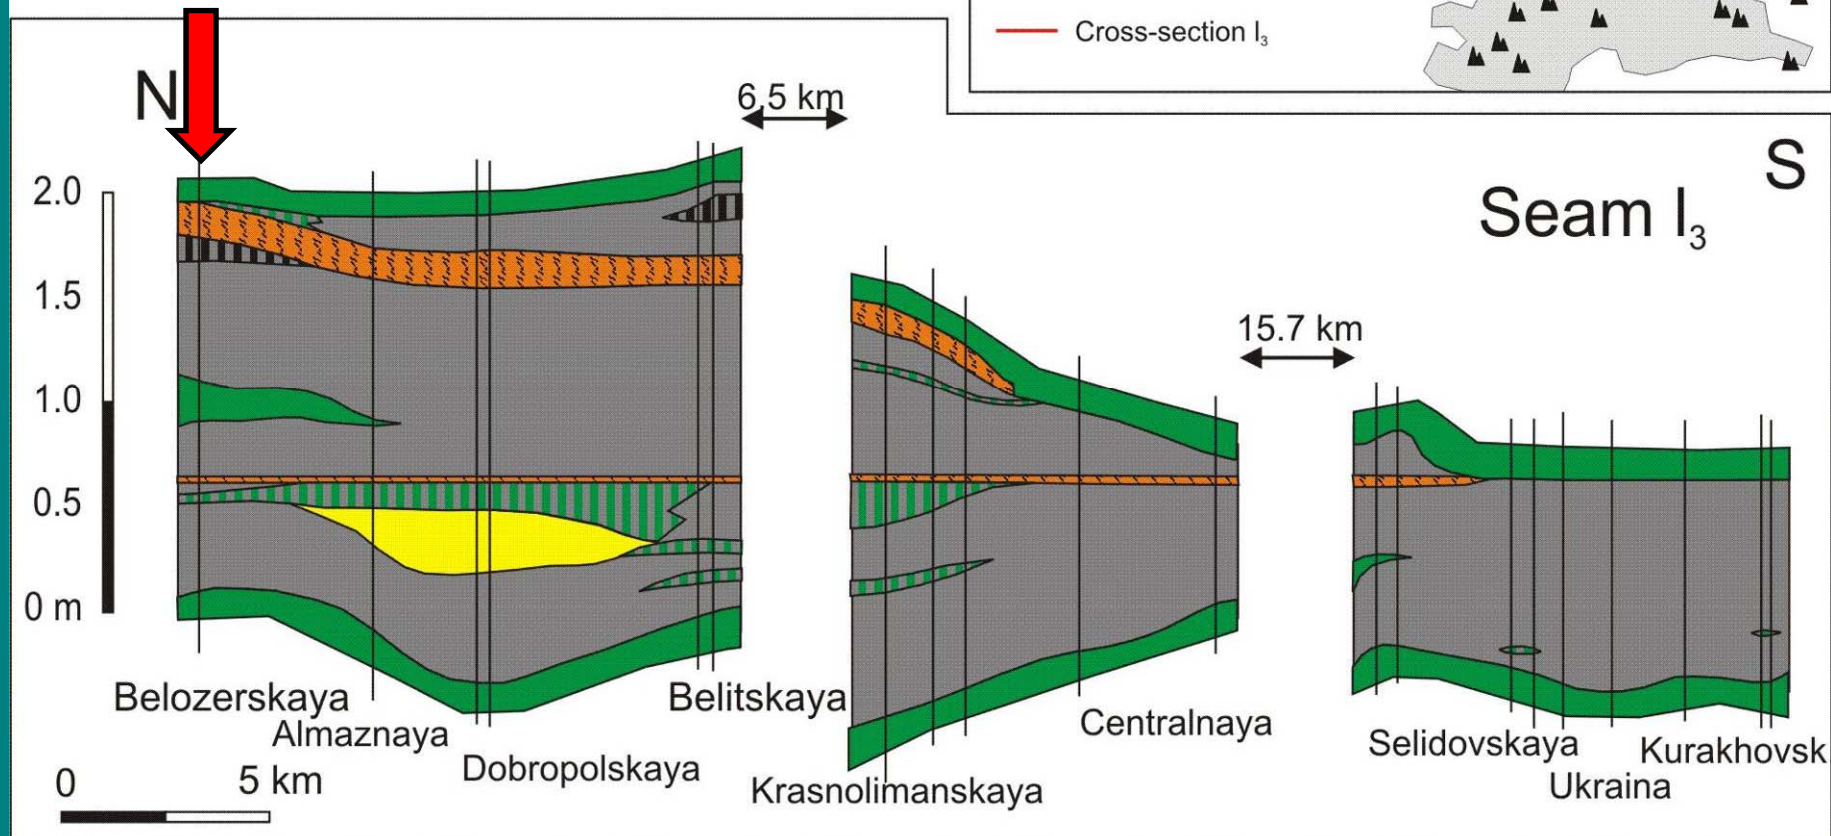 Cross-section l₃
N
6.5 km
S
2.0
Seam l₃
1.5
15.7 km
1.0
0.5
0 m
Belozerskaya
Belitskaya
Almaznaya
Centralnaya
Selidovskaya
Kurakhovsk
Dobropolskaya
0
5 km
Krasnolimanskaya
Ukraina